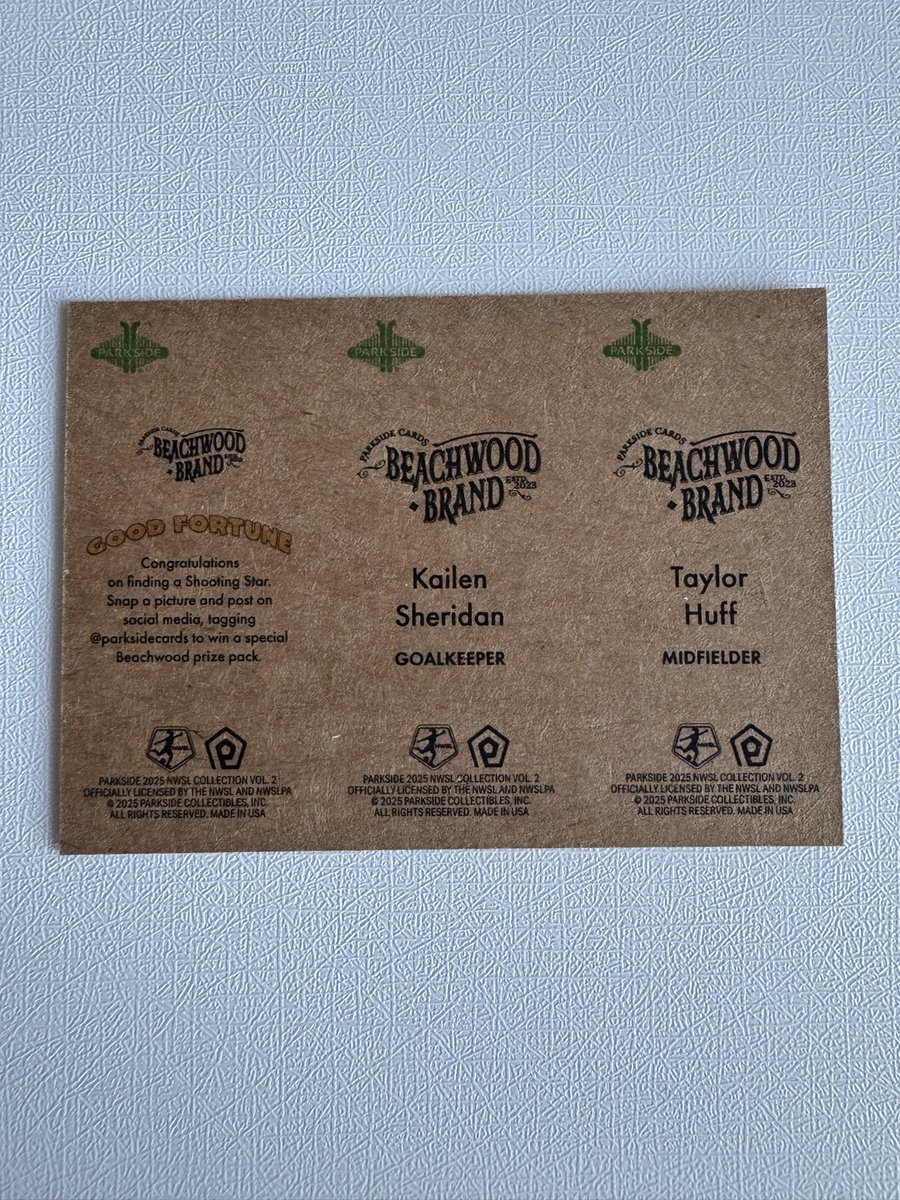 PARKSIDE
PARKSIDE CARDS
BEACHWOOD
BRAND
GOOD FORTUNE
Congratulations
on finding a Shooting Star.
Snap a picture and post on
social media, tagging
@parksidecards to win a special
Beachwood prize pack.
PARKSIDE 2025 NWSL COLLECTION VOL. 2
OFFICIALLY LICENSED BY THE NWSL AND NWSLPA
© 2025 PARKSIDE COLLECTIBLES, INC.
ALL RIGHTS RESERVED. MADE IN USA
PARKSIDE
PARKSIDE CARDS
BEACHWOOD
BRAND
ESTD. 2023
Kailen
Sheridan
GOALKEEPER
PARKSIDE 2025 NWSL COLLECTION VOL. 2
OFFICIALLY LICENSED BY THE NWSL AND NWSLPA
© 2025 PARKSIDE COLLECTIBLES, INC.
ALL RIGHTS RESERVED. MADE IN USA
PARKSIDE
PARKSIDE CARDS
BEACHWOOD
BRAND
ESTD. 2023
Taylor
Huff
MIDFIELDER
PARKSIDE 2025 NWSL COLLECTION VOL. 2
OFFICIALLY LICENSED BY THE NWSL AND NWSLPA
© 2025 PARKSIDE COLLECTIBLES, INC.
ALL RIGHTS RESERVED. MADE IN USA